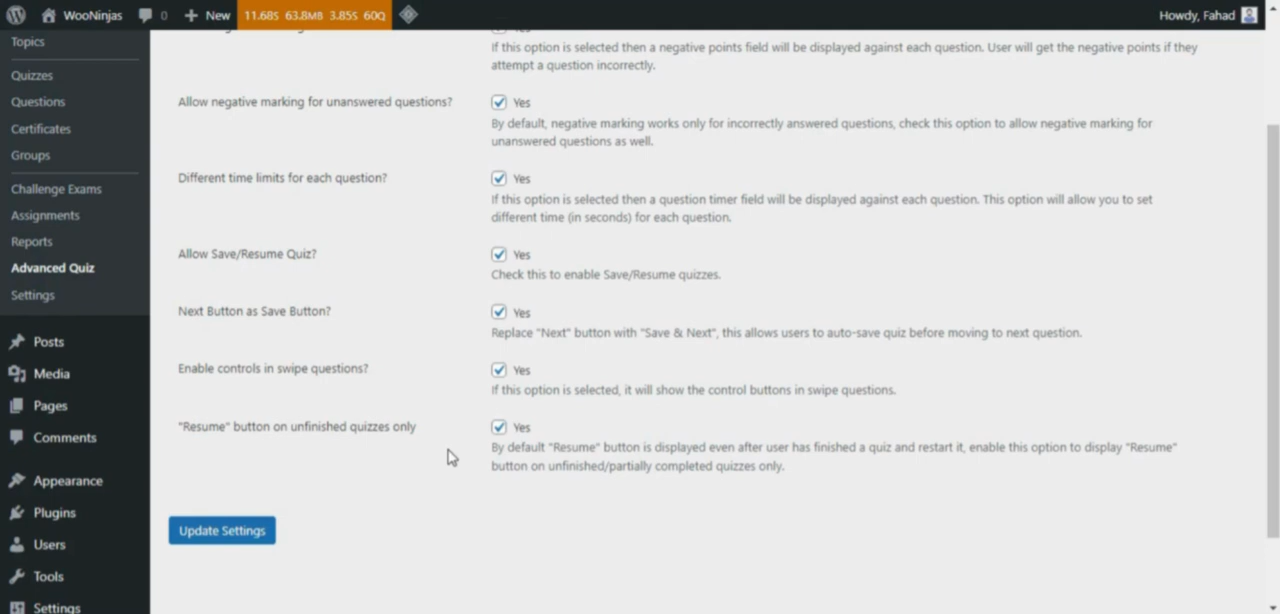 WooNinjas 0 New 11.68S 63.8MB 3.85S 60Q Howdy, Fahad
Topics
Quizzes
Questions
Certificates
Groups
Challenge Exams
Assignments
Reports
Advanced Quiz
Settings
Posts
Media
Pages
Comments
Appearance
Plugins
Users
Tools
Settings
If this option is selected then a negative points field will be displayed against each question. User will get the negative points if they
attempt a question incorrectly.
Allow negative marking for unanswered questions? Yes
By default, negative marking works only for incorrectly answered questions, check this option to allow negative marking for
unanswered questions as well.
Different time limits for each question? Yes
If this option is selected then a question timer field will be displayed against each question. This option will allow you to set
different time (in seconds) for each question.
Allow Save/Resume Quiz? Yes
Check this to enable Save/Resume quizzes.
Next Button as Save Button? Yes
Replace "Next" button with "Save & Next", this allows users to auto-save quiz before moving to next question.
Enable controls in swipe questions? Yes
If this option is selected, it will show the control buttons in swipe questions.
"Resume" button on unfinished quizzes only Yes
By default "Resume" button is displayed even after user has finished a quiz and restart it, enable this option to display "Resume"
button on unfinished/partially completed quizzes only.
Update Settings